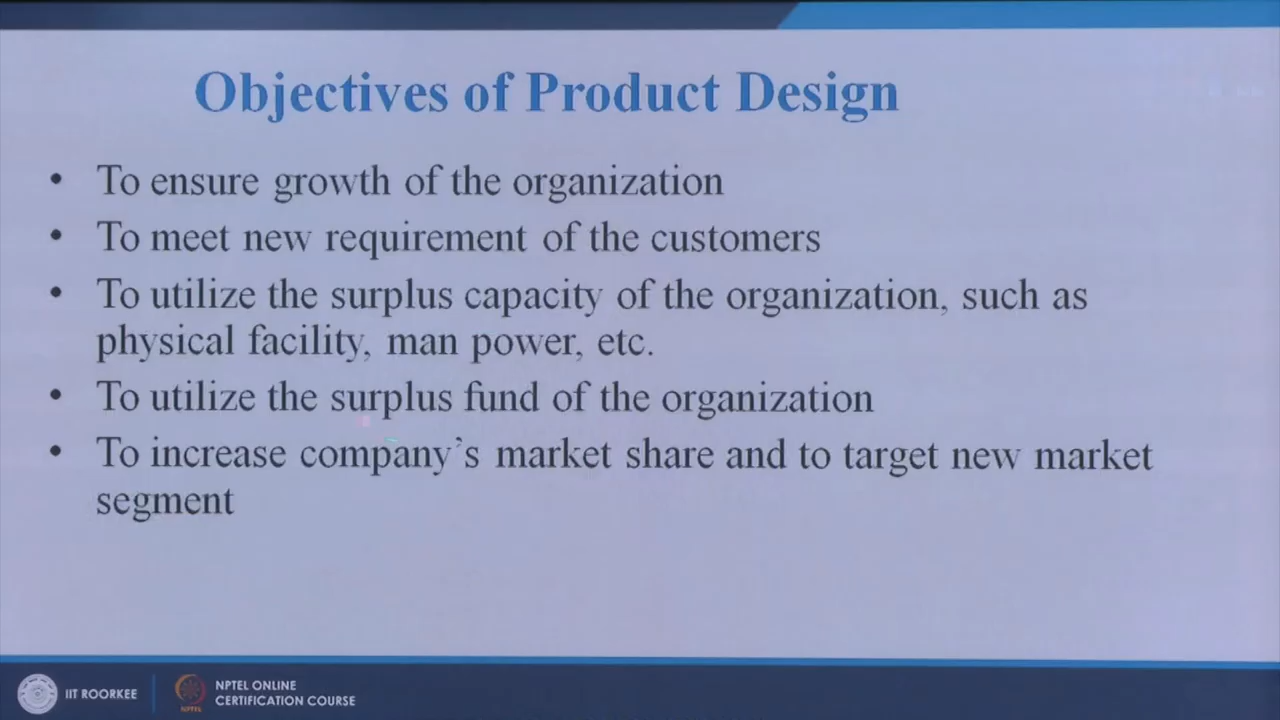 Objectives of Product Design
• To ensure growth of the organization
• To meet new requirement of the customers
• To utilize the surplus capacity of the organization, such as
physical facility, man power, etc.
• To utilize the surplus fund of the organization
• To increase company's market share and to target new market
segment
IIT ROORKEE
NPTEL
NPTEL ONLINE
CERTIFICATION COURSE